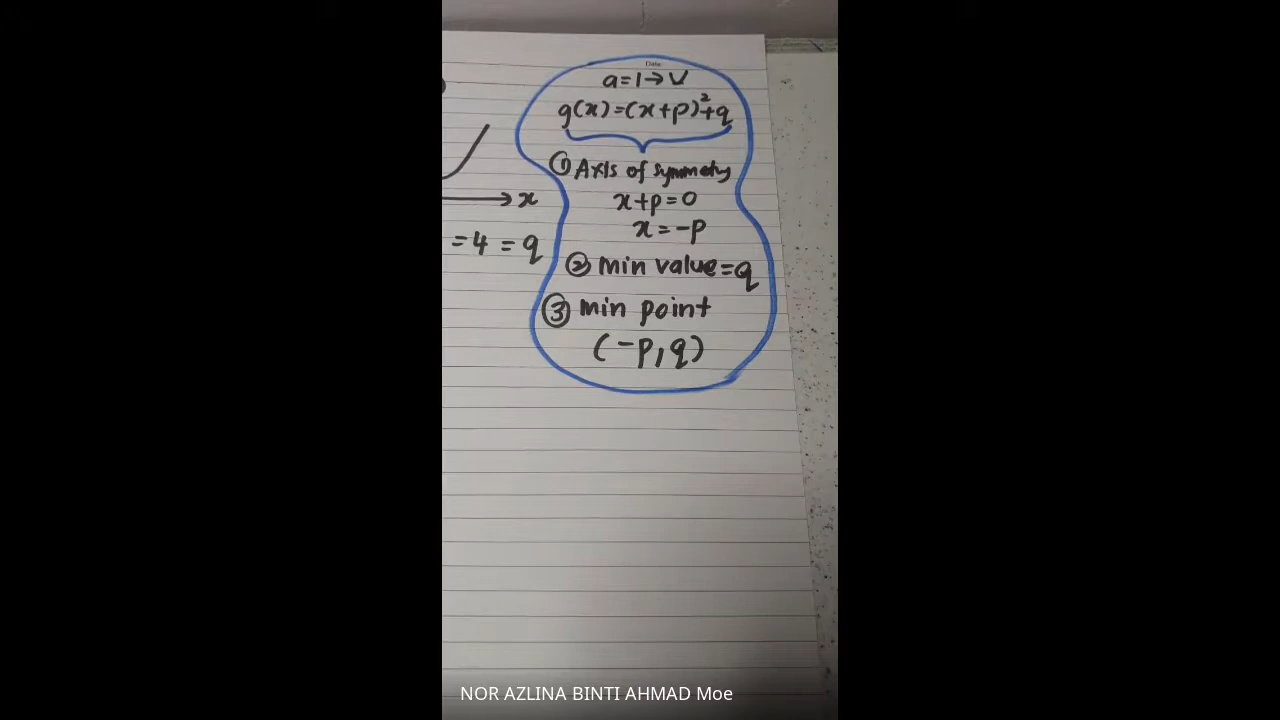 Date
a=1→V
g(x)=(x+p)²+q
① Axis of symmetry
x+p=0
x=-p
② min value=q
③ min point
(-p,q)
→x
=4=q
NOR AZLINA BINTI AHMAD Moe